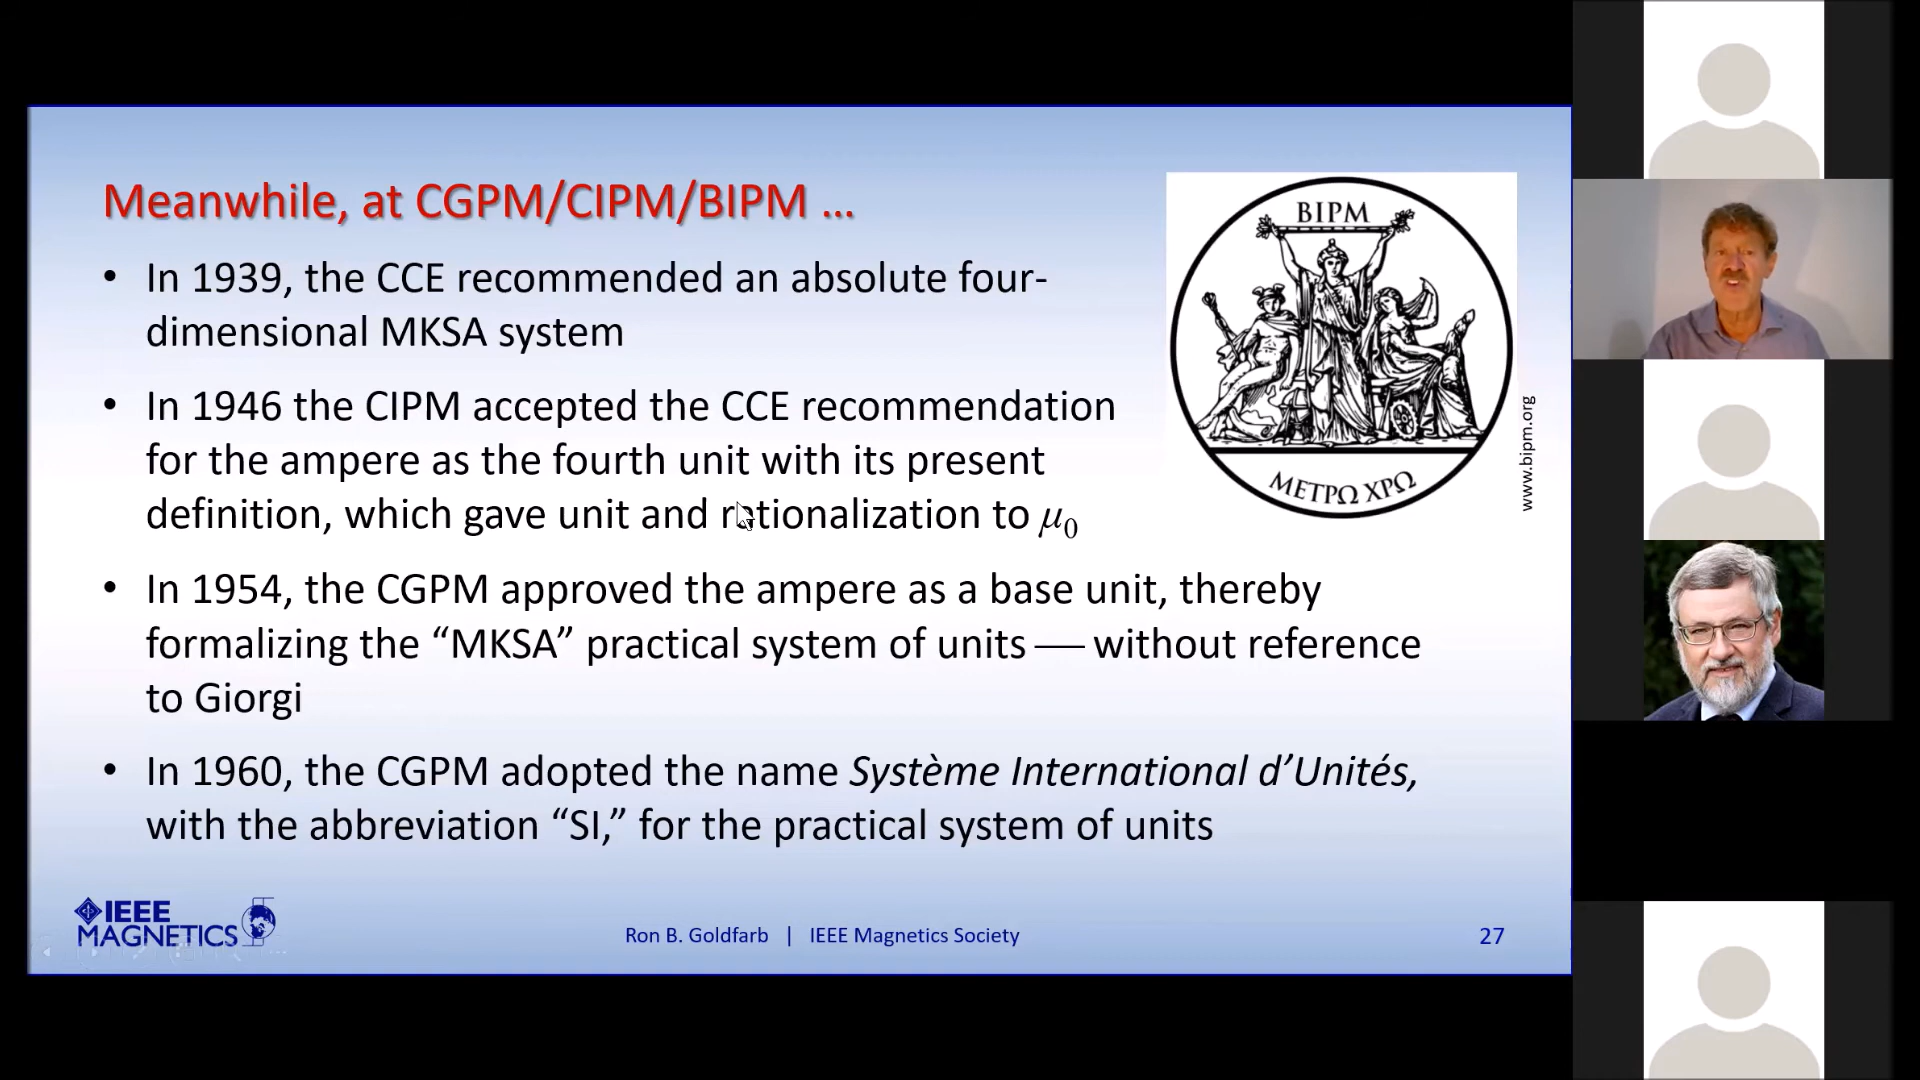 Meanwhile, at CGPM/CIPM/BIPM ...
• In 1939, the CCE recommended an absolute four-
dimensional MKSA system
• In 1946 the CIPM accepted the CCE recommendation
for the ampere as the fourth unit with its present
definition, which gave unit and rationalization to μ₀
• In 1954, the CGPM approved the ampere as a base unit, thereby
formalizing the “MKSA” practical system of units — without reference
to Giorgi
• In 1960, the CGPM adopted the name Système International d’Unités,
with the abbreviation “SI,” for the practical system of units
BIPM
ΜΕΤΡΩ ΧΡΩ
www.bipm.org
IEEE
MAGNETICS
Ron B. Goldfarb | IEEE Magnetics Society
27